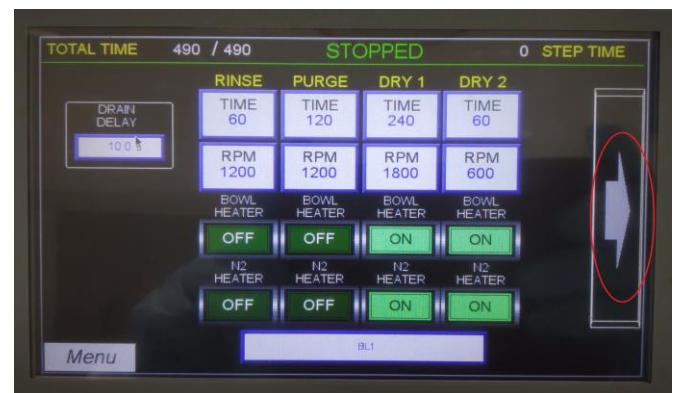 TOTAL TIME 490 / 490 STOPPED 0 STEP TIME
RINSE PURGE DRY 1 DRY 2
DRAIN
DELAY
10.0 s
TIME TIME TIME TIME
60 120 240 60
RPM RPM RPM RPM
1200 1200 1800 600
BOWL BOWL BOWL BOWL
HEATER HEATER HEATER HEATER
OFF OFF ON ON
N2 N2 N2 N2
HEATER HEATER HEATER HEATER
OFF OFF ON ON
BL1
Menu